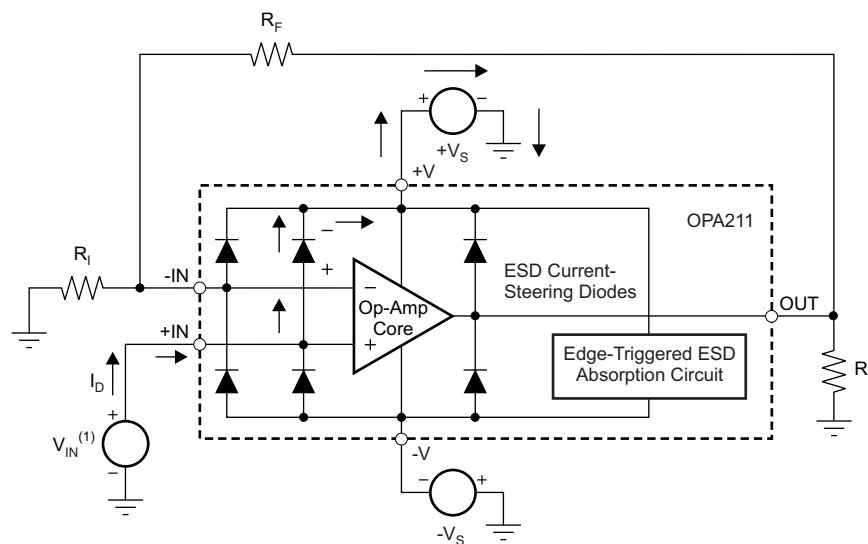 R_F
+ −
+V_S
+V
OPA211
R_I
-IN
−
+
−
Op-Amp
Core
+
ESD Current-
Steering Diodes
OUT
+IN
Edge-Triggered ESD
Absorption Circuit
R
I_D
+
V_IN^(1)
−
-V
− +
-V_S